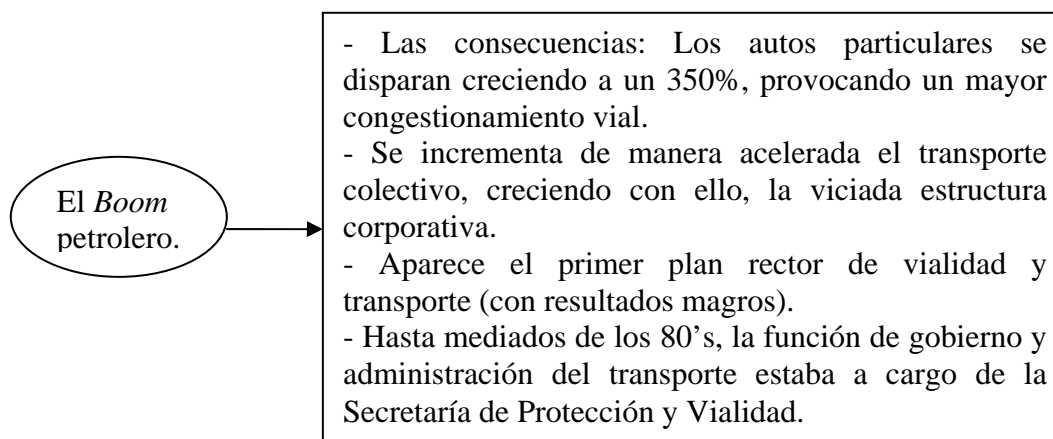 El Boom
petrolero.
- Las consecuencias: Los autos particulares se
disparan creciendo a un 350%, provocando un mayor
congestionamiento vial.
- Se incrementa de manera acelerada el transporte
colectivo, creciendo con ello, la viciada estructura
corporativa.
- Aparece el primer plan rector de vialidad y
transporte (con resultados magros).
- Hasta mediados de los 80’s, la función de gobierno y
administración del transporte estaba a cargo de la
Secretaría de Protección y Vialidad.